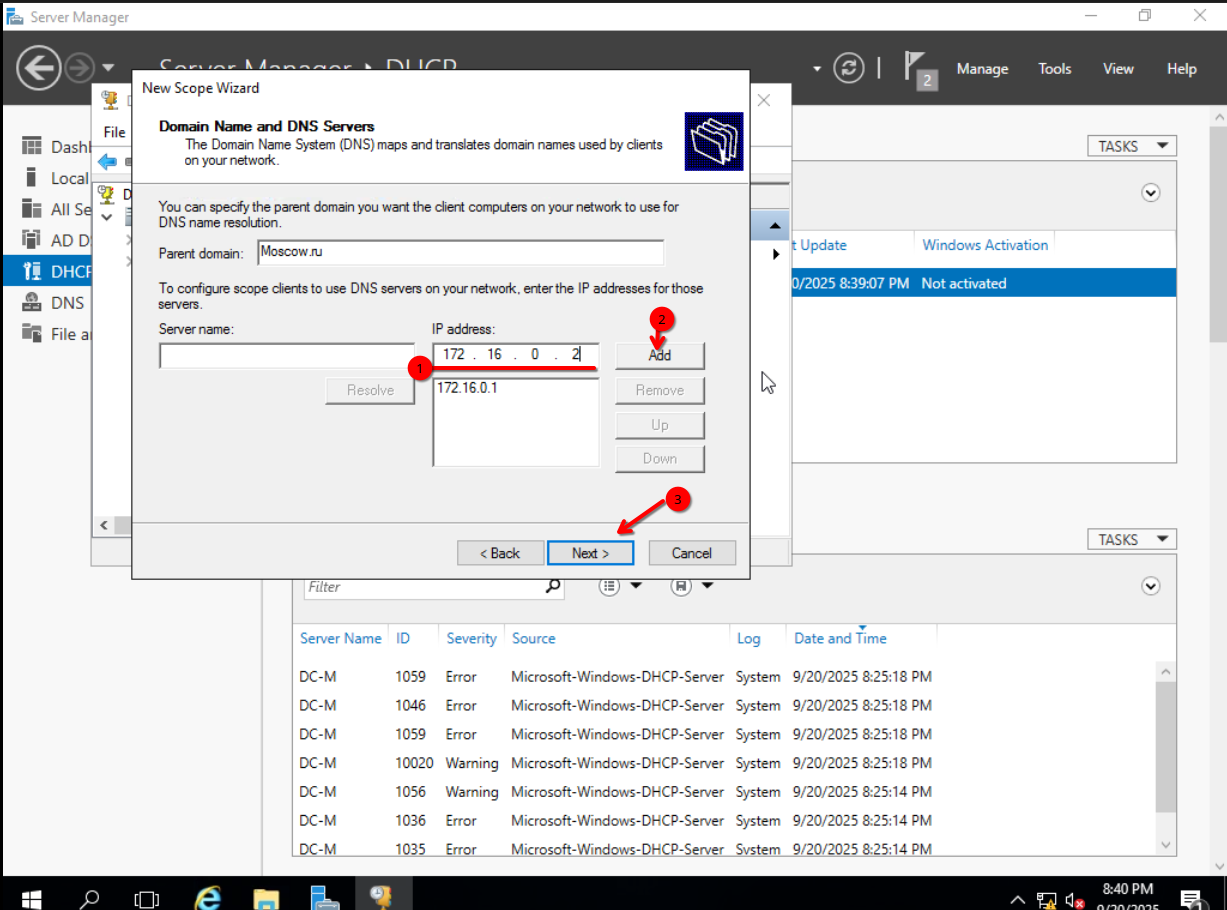 Server Manager
Server Manager DHCP
2
Manage Tools View Help
New Scope Wizard
Domain Name and DNS Servers
The Domain Name System (DNS) maps and translates domain names used by clients
on your network.
File
You can specify the parent domain you want the client computers on your network to use for
DNS name resolution.
Parent domain: Moscow.ru
To configure scope clients to use DNS servers on your network, enter the IP addresses for those
servers.
Server name: IP address:
2
172 . 16 . 0 . 2 Add
1
Resolve 172.16.0.1 Remove
Up
Down
3
< Back Next > Cancel
Dash
Local
All Se
AD D
DHCP
DNS
File a
TASKS
t Update Windows Activation
0/2025 8:39:07 PM Not activated
TASKS
Filter
Server Name ID Severity Source Log Date and Time
DC-M 1059 Error Microsoft-Windows-DHCP-Server System 9/20/2025 8:25:18 PM
DC-M 1046 Error Microsoft-Windows-DHCP-Server System 9/20/2025 8:25:18 PM
DC-M 1059 Error Microsoft-Windows-DHCP-Server System 9/20/2025 8:25:18 PM
DC-M 10020 Warning Microsoft-Windows-DHCP-Server System 9/20/2025 8:25:18 PM
DC-M 1056 Warning Microsoft-Windows-DHCP-Server System 9/20/2025 8:25:14 PM
DC-M 1036 Error Microsoft-Windows-DHCP-Server System 9/20/2025 8:25:14 PM
DC-M 1035 Error Microsoft-Windows-DHCP-Server System 9/20/2025 8:25:14 PM
8:40 PM
9/20/2025
1